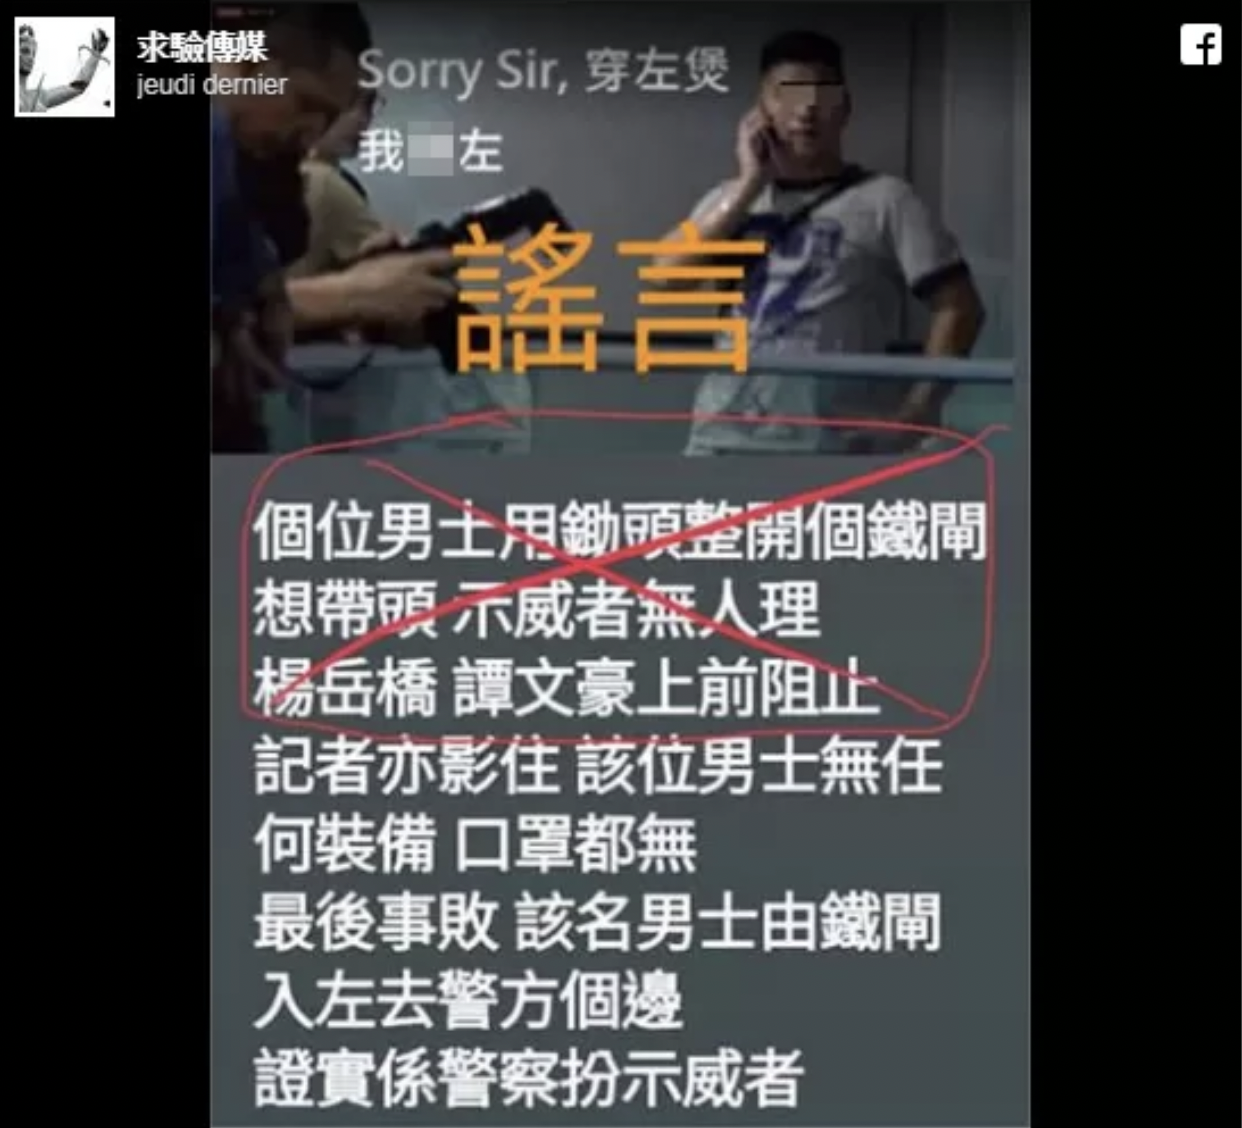 求驗傳媒
jeudi dernier
Sorry Sir, 穿左煲
我 左
謠言
個位男士用鋤頭整開個鐵閘
想帶頭 示威者無人理
楊岳橋 譚文豪上前阻止
記者亦影住 該位男士無任
何裝備 口罩都無
最後事敗 該名男士由鐵閘
入左去警方個邊
證實係警察扮示威者